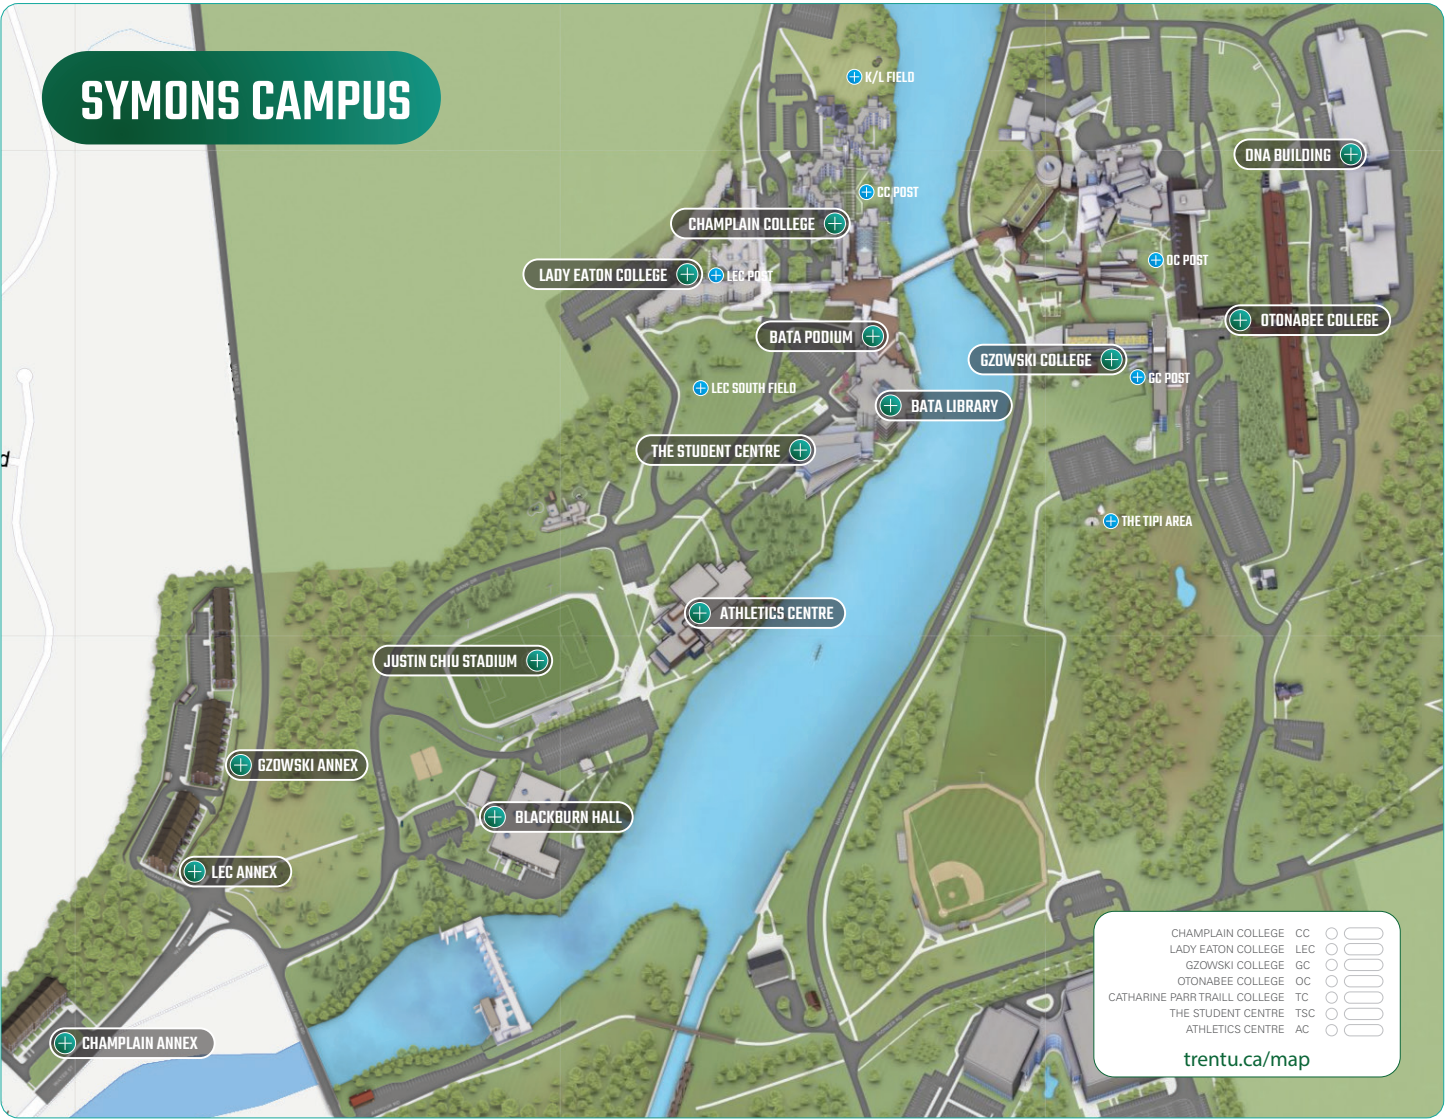 SYMONS CAMPUS
K/L FIELD
DNA BUILDING
CC POST
CHAMPLAIN COLLEGE
OC POST
LADY EATON COLLEGE
LEC POST
OTONABEE COLLEGE
BATA PODIUM
GZOWSKI COLLEGE
GC POST
LEC SOUTH FIELD
BATA LIBRARY
THE STUDENT CENTRE
d
THE TIPI AREA
ATHLETICS CENTRE
JUSTIN CHIU STADIUM
GZOWSKI ANNEX
BLACKBURN HALL
LEC ANNEX
CHAMPLAIN ANNEX
CHAMPLAIN COLLEGE CC
LADY EATON COLLEGE LEC
GZOWSKI COLLEGE GC
OTONABEE COLLEGE OC
CATHARINE PARR TRAILL COLLEGE TC
THE STUDENT CENTRE TSC
ATHLETICS CENTRE AC
trentu.ca/map